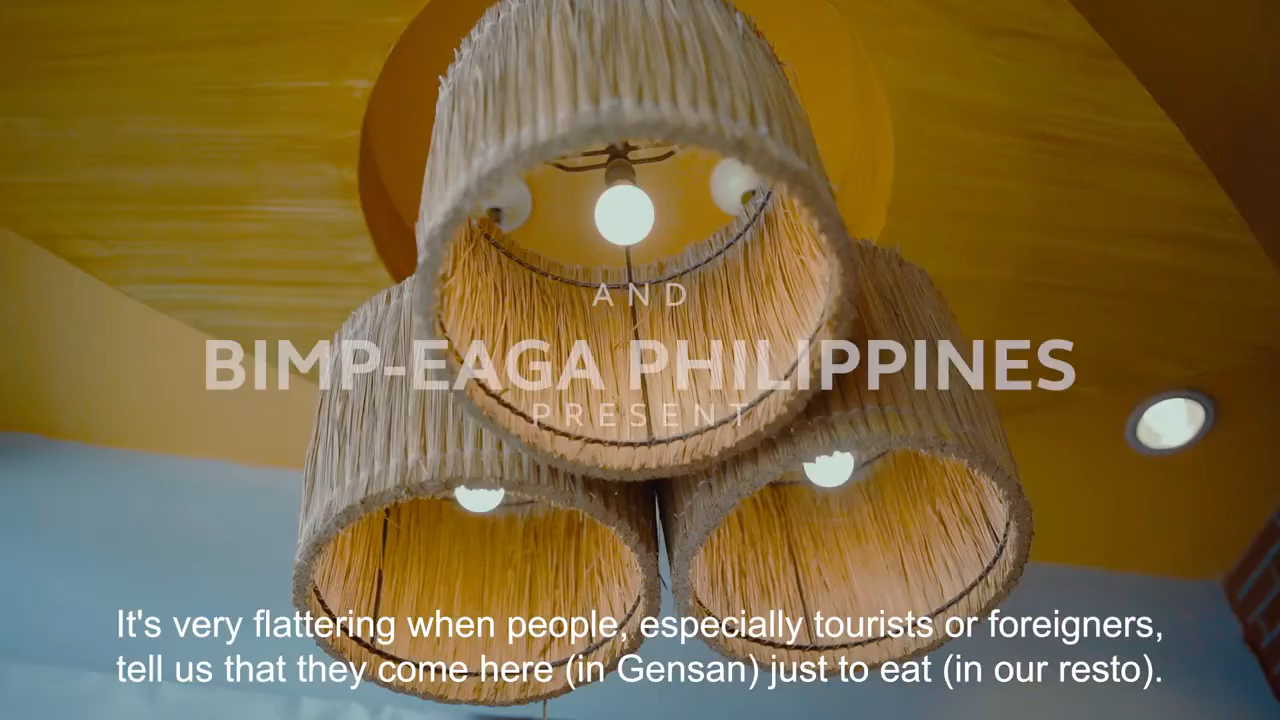 AND
BIMP-EAGA PHILIPPINES
PRESENT
It's very flattering when people, especially tourists or foreigners,
tell us that they come here (in Gensan) just to eat (in our resto).